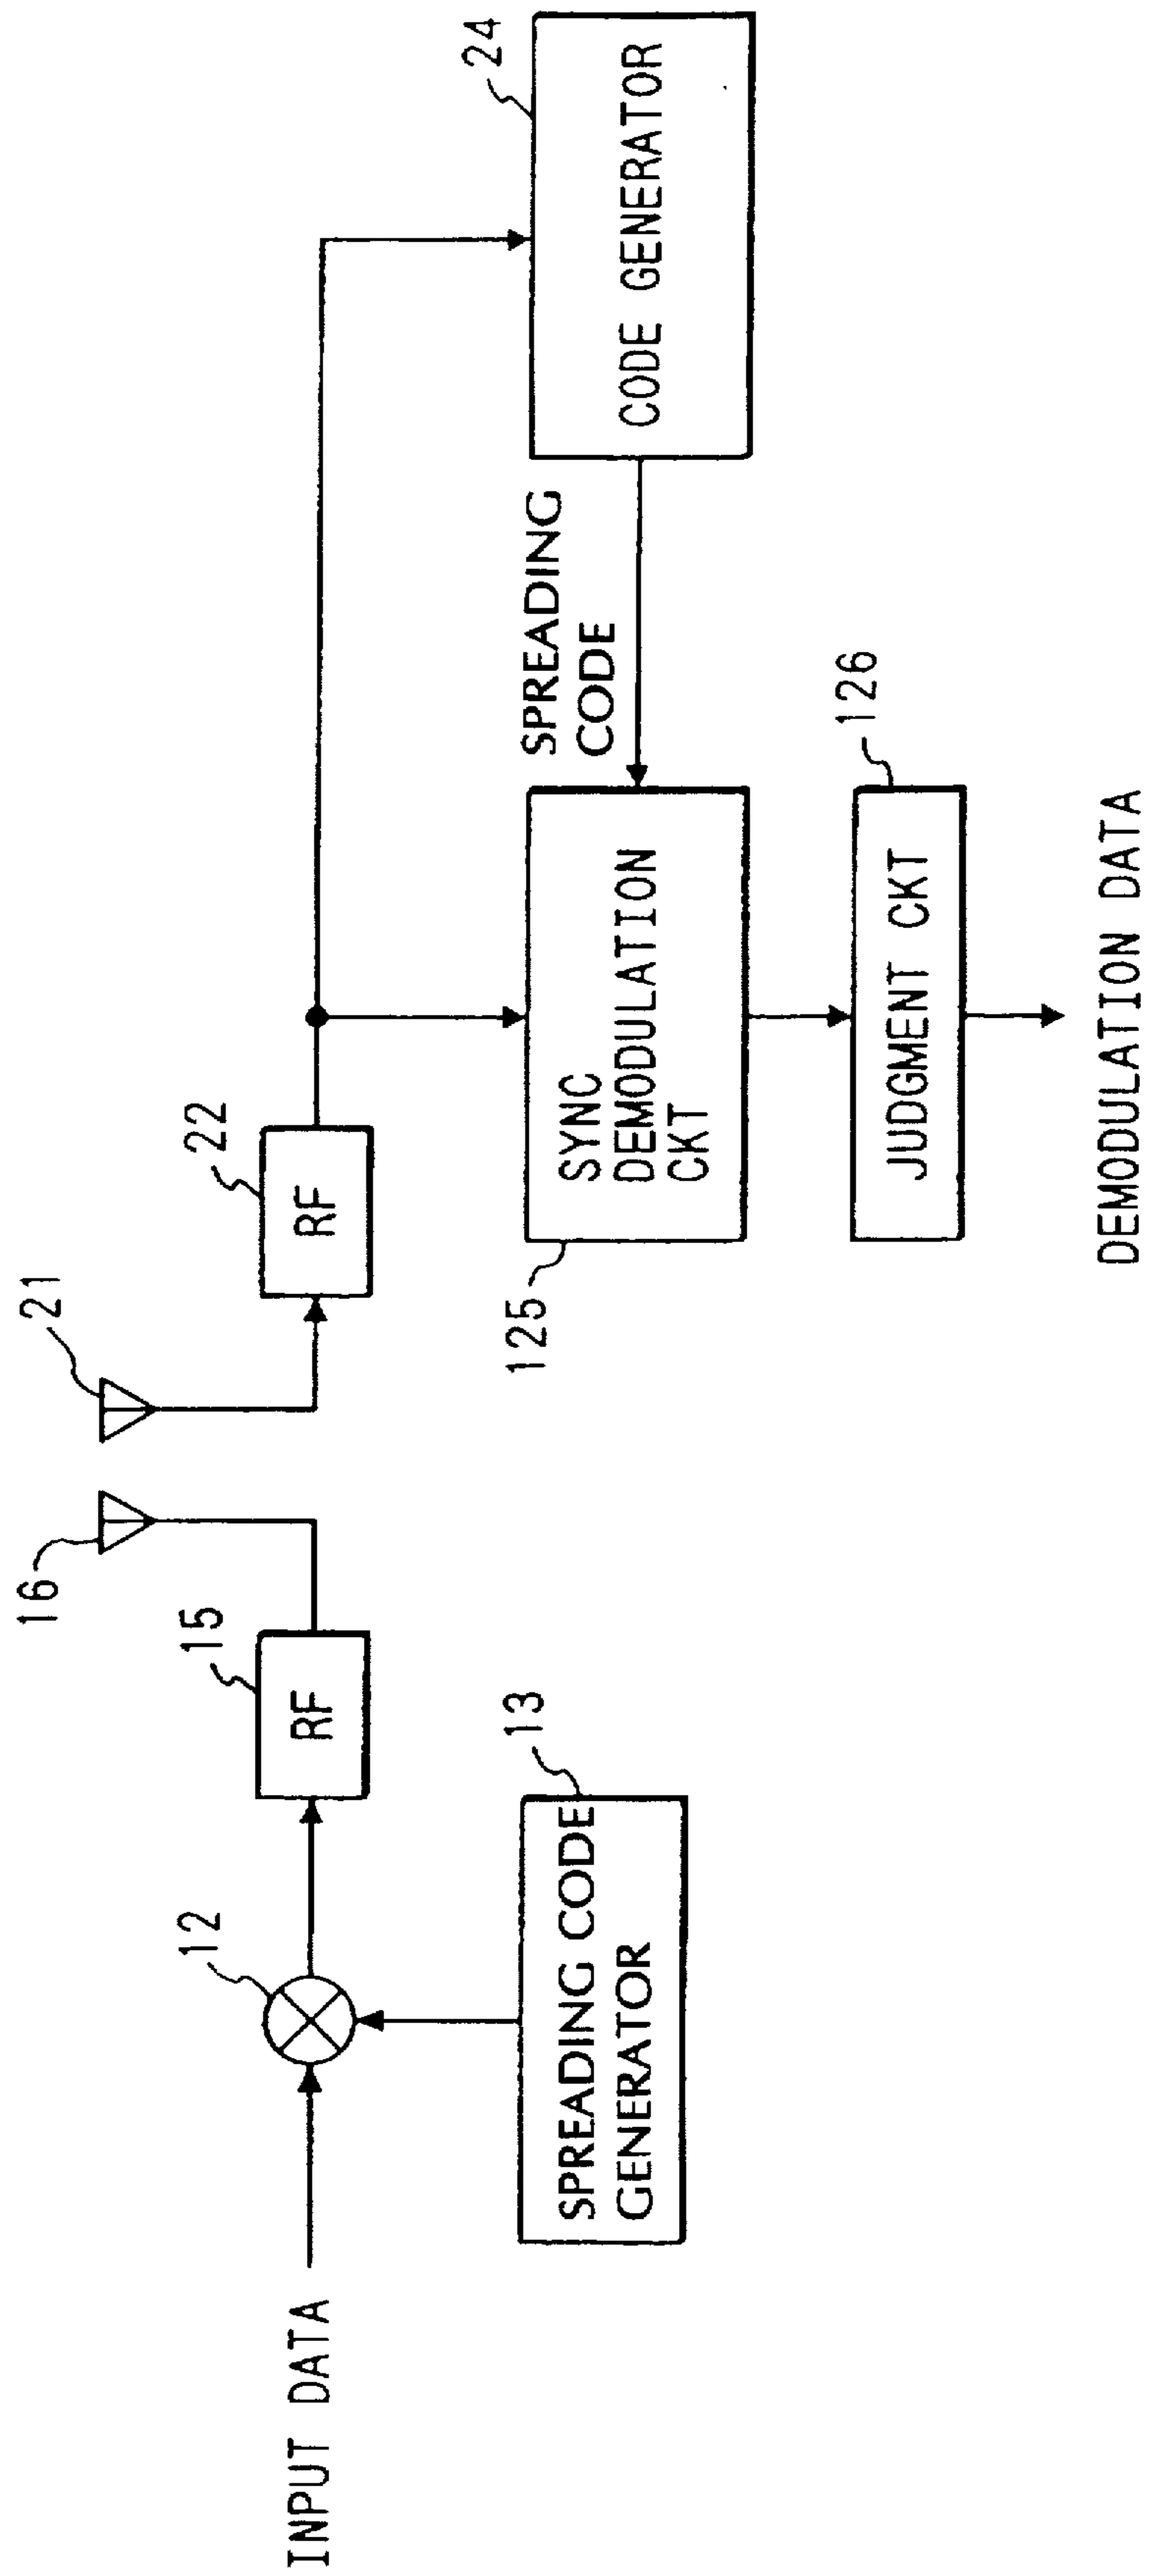 16
21
12
15
22
INPUT DATA
RF
RF
24
13
125
SPREADING
CODE
SPREADING CODE
GENERATOR
SYNC
DEMODULATION
CKT
CODE GENERATOR
126
JUDGMENT CKT
DEMODULATION DATA